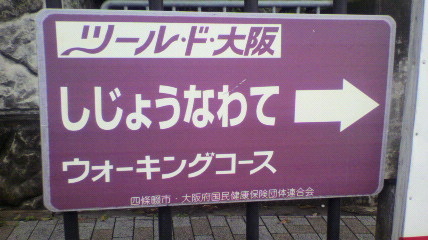 ツール・ド・大阪
しじょうなわて
ウォーキングコース
四條畷市・大阪府国民健康保険団体連合会